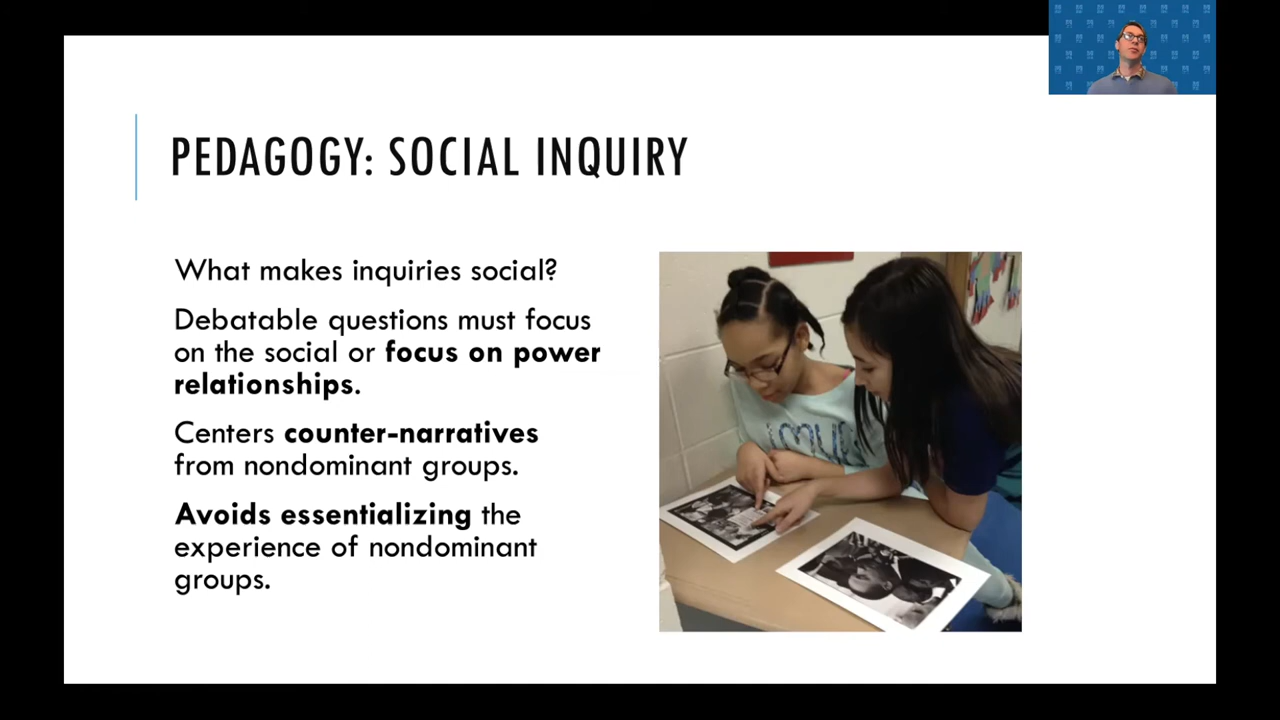 PEDAGOGY: SOCIAL INQUIRY
What makes inquiries social?
Debatable questions must focus
on the social or focus on power
relationships.
Centers counter-narratives
from nondominant groups.
Avoids essentializing the
experience of nondominant
groups.